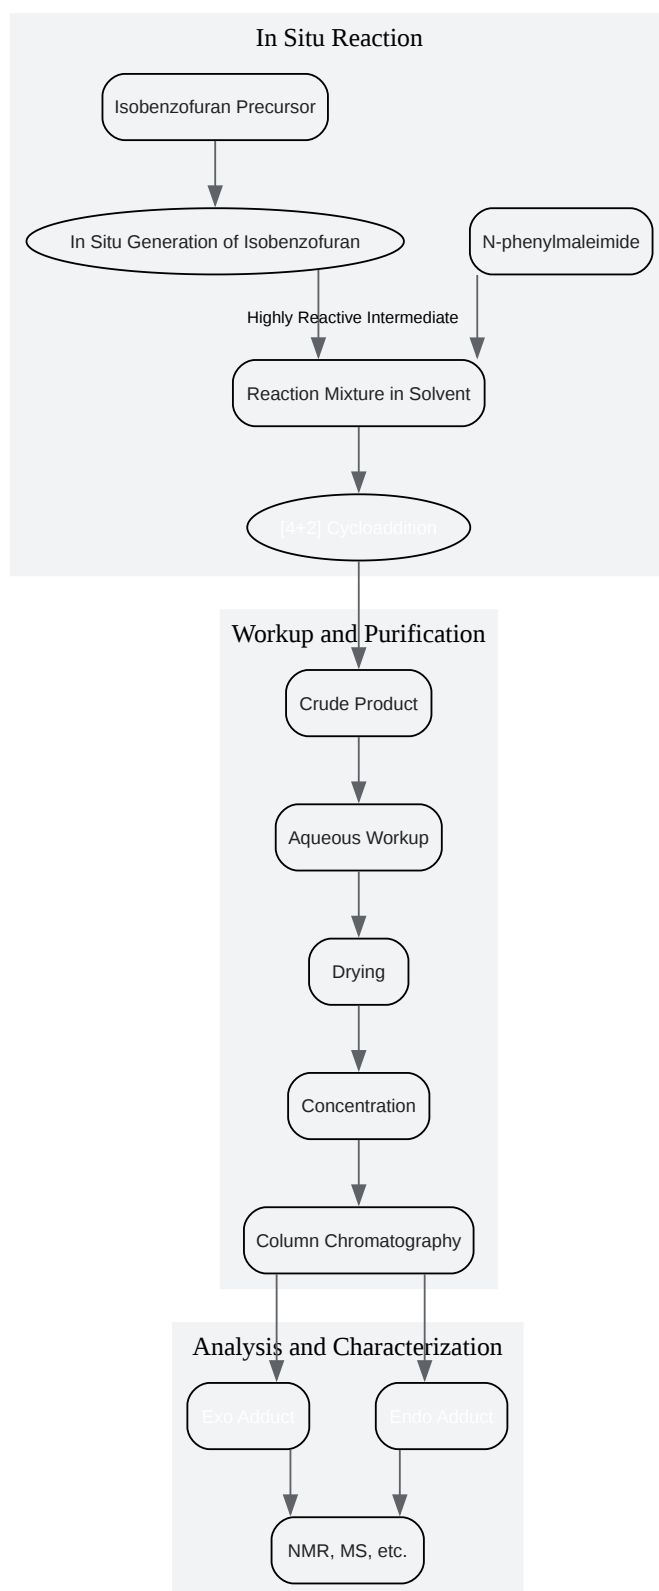 In Situ Reaction
Isobenzofuran Precursor
In Situ Generation of Isobenzofuran
N-phenylmaleimide
Highly Reactive Intermediate
Reaction Mixture in Solvent
[4+2] Cycloaddition
Workup and Purification
Crude Product
Aqueous Workup
Drying
Concentration
Column Chromatography
Analysis and Characterization
Exo Adduct
Endo Adduct
NMR, MS, etc.